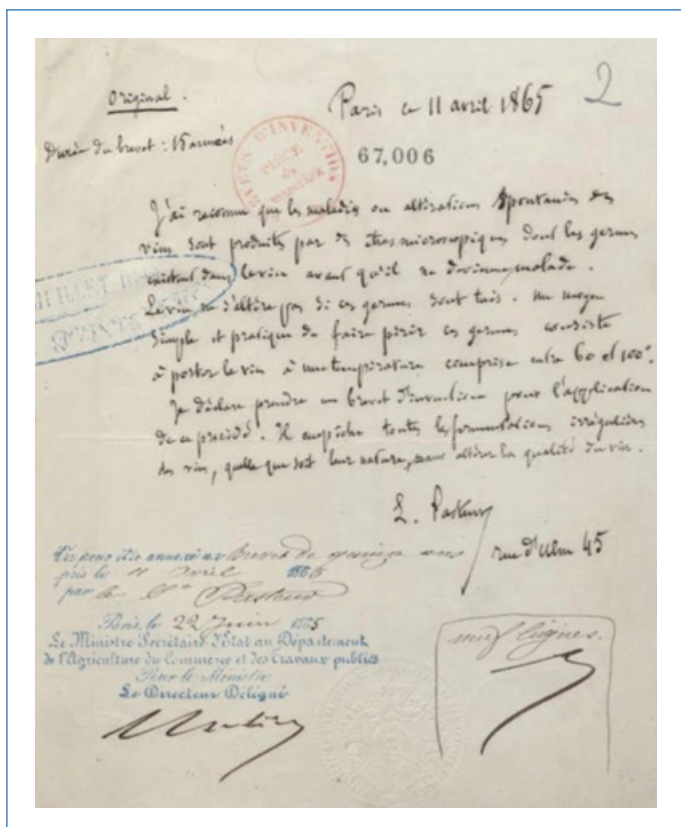 Original.
Paris ce 11 avril 1865
2
Durée du brevet : 15 années
BREVETS D'INVENTION
67,006
J'ai reconnu que les maladies ou altérations spontanées des
vins sont produites par des êtres microscopiques dont les germes
existent dans le vin avant qu'il ne devienne malade.
Le vin ne s'altère pas si ces germes sont tués. Un moyen
simple et pratique de faire périr ces germes consiste
à porter le vin à une température comprise entre 60 et 100°.
Je déclare prendre un brevet d'invention pour l'application
de ce procédé. Il empêche toutes les fermentations irrégulières
des vins, quelle que soit leur nature, sans altérer la qualité du vin.
L. Pasteur
rue d'Ulm 45
Vu pour être annexé au Brevet de quinze ans
pris le 11 avril 1865
par le Sr Pasteur
Paris, le 22 Juin 1865
Le Ministre Secrétaire d'Etat au Département
de l'Agriculture du Commerce et des Travaux publics
Pour le Ministre
Le Directeur Délégué
neuf lignes.